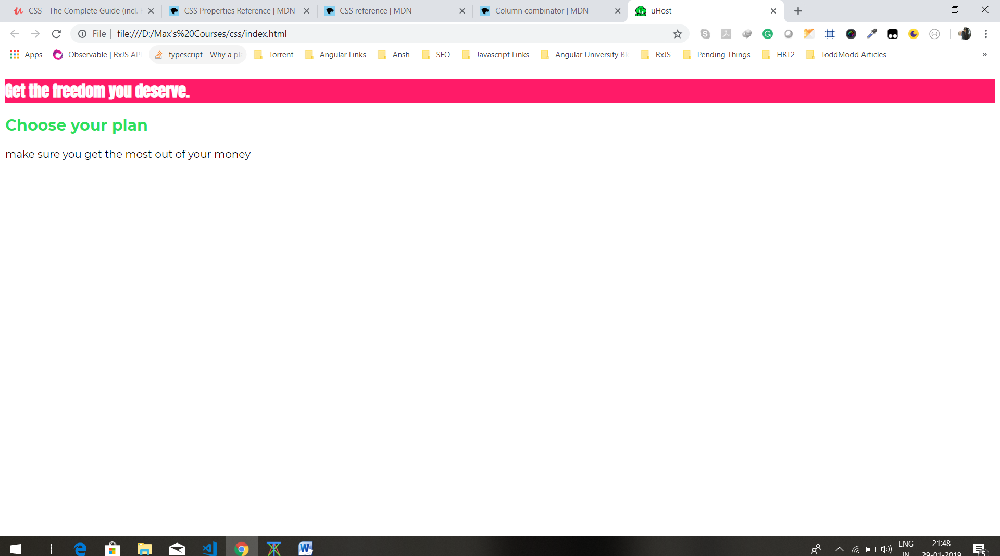 CSS - The Complete Guide (incl.
CSS Properties Reference | MDN
CSS reference | MDN
Column combinator | MDN
uHost
File
file:///D:/Max's%20Courses/css/index.html
Apps
Observable | RxJS API
typescript - Why a
Torrent
Angular Links
Ansh
SEO
Javascript Links
Angular University
RxJS
Pending Things
HRT2
ToddModd Articles
»
Get the freedom you deserve.
Choose your plan
make sure you get the most out of your money
ENG
IN
21:48
29-01-2019
5